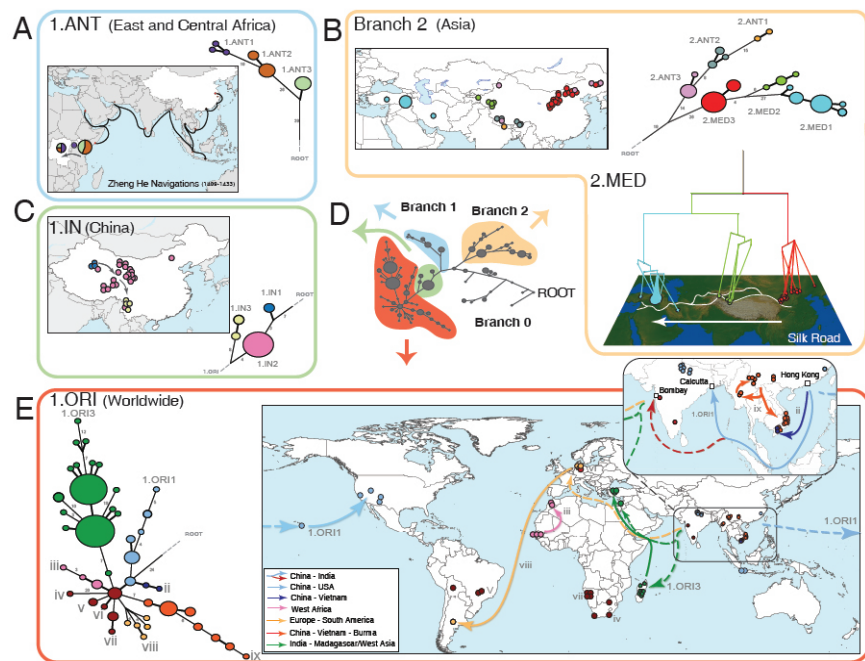 A
1.ANT (East and Central Africa)
1.ANT1
1.ANT2
1.ANT3
ROOT
Zheng He Navigations (1409-1433)
B
Branch 2 (Asia)
2.ANT1
2.ANT2
2.ANT3
2.MED3
2.MED2
2.MED1
ROOT
2.MED
Silk Road
C
1.IN (China)
1.IN3
1.IN1
1.IN2
ROOT
1.ORI
D
Branch 1
Branch 2
ROOT
Branch 0
E
1.ORI (Worldwide)
1.ORI3
1.ORI1
ROOT
iii
iv
v
vi
vii
viii
ii
ix
Calcutta
Hong Kong
Bombay
1.ORI1
ix
ii
1.ORI1
iii
viii
v
iv
1.ORI3
1.ORI1
China - India
China - USA
China - Vietnam
West Africa
Europe - South America
China - Vietnam - Burma
India - Madagascar/West Asia